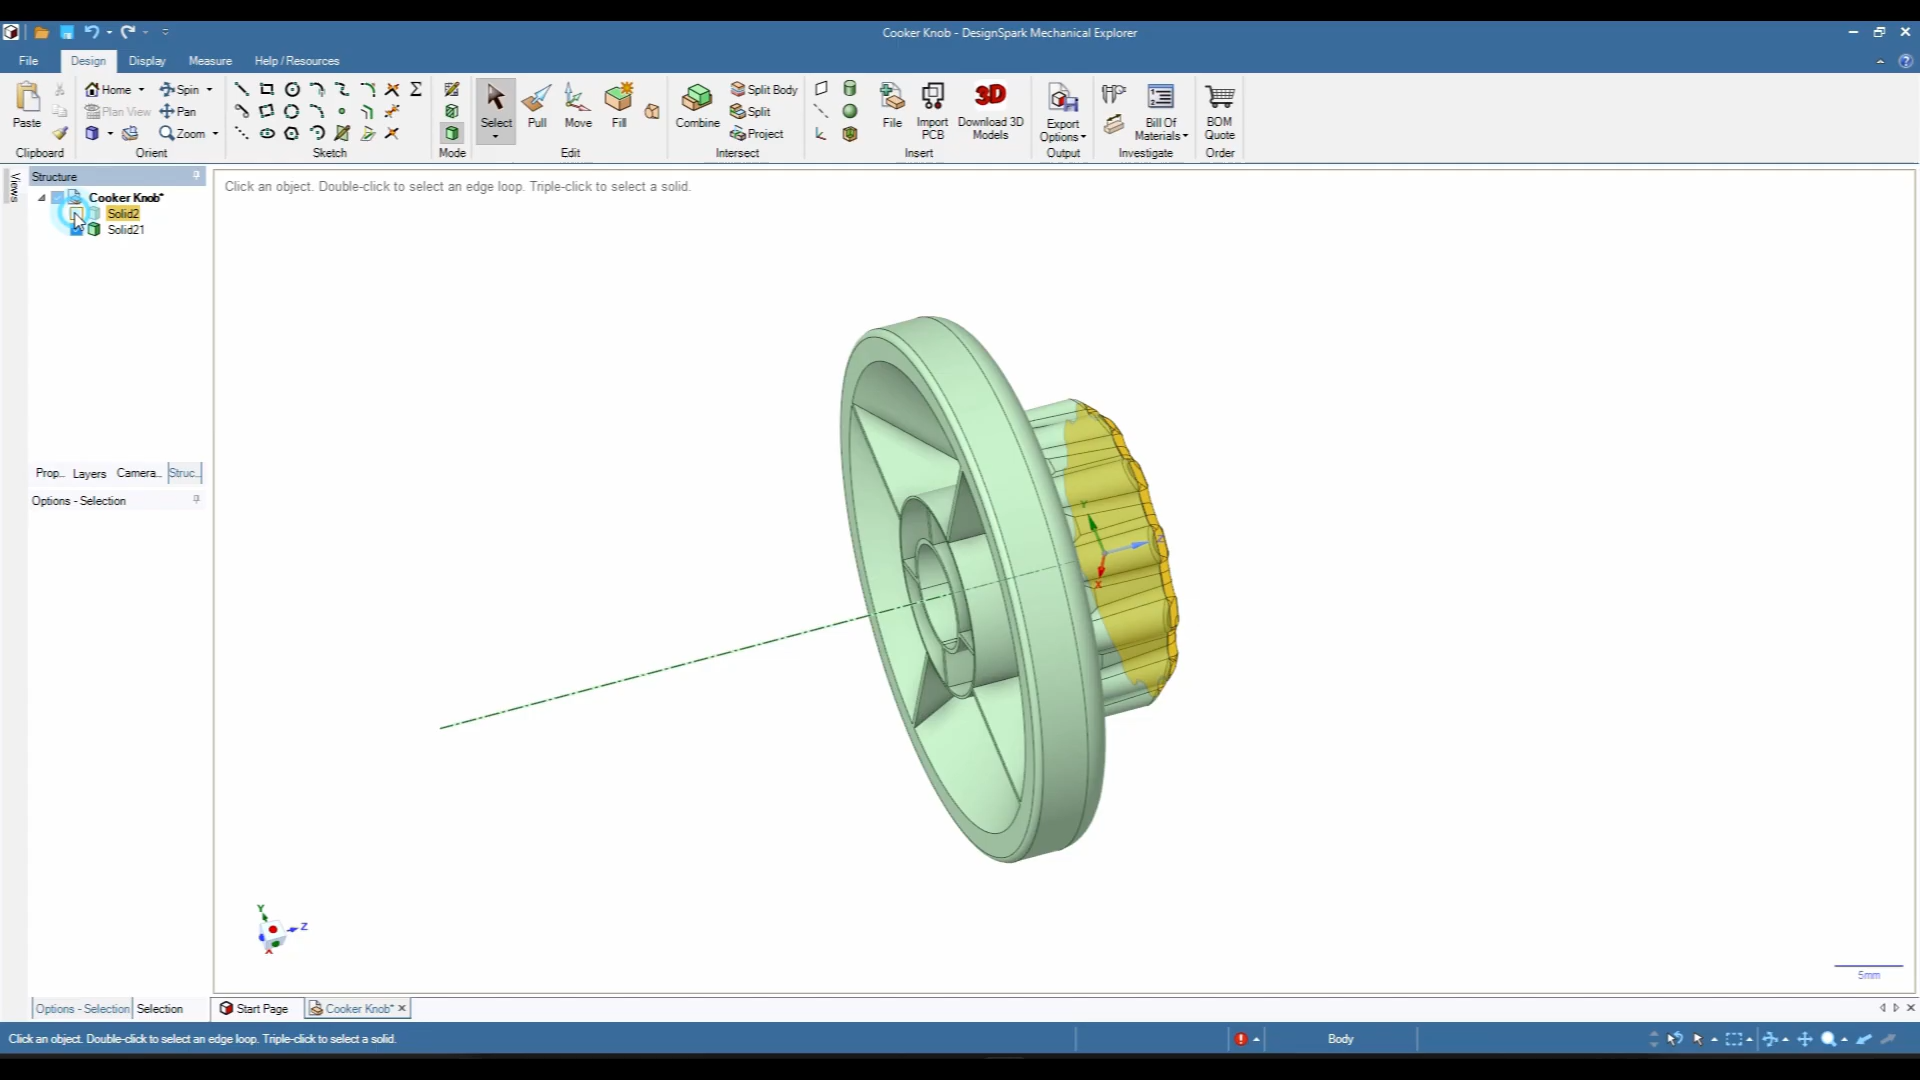 Cooker Knob - DesignSpark Mechanical Explorer
File Design Display Measure Help / Resources
Paste Home Plan View Spin Pan Zoom Select Pull Move Fill Combine Split Body Split Project File Import PCB Download 3D Models Export Options Bill Of Materials BOM Quote
3D
Clipboard Orient Sketch Mode Edit Intersect Insert Output Investigate Order
Views
Structure
Cooker Knob*
Solid2
Solid21
Click an object. Double-click to select an edge loop. Triple-click to select a solid.
Y
Z
X
Prop... Layers Camera... Struc...
Options - Selection
Y
Z
X
5mm
Options - Selection Selection
Start Page Cooker Knob*
Click an object. Double-click to select an edge loop. Triple-click to select a solid.
Body